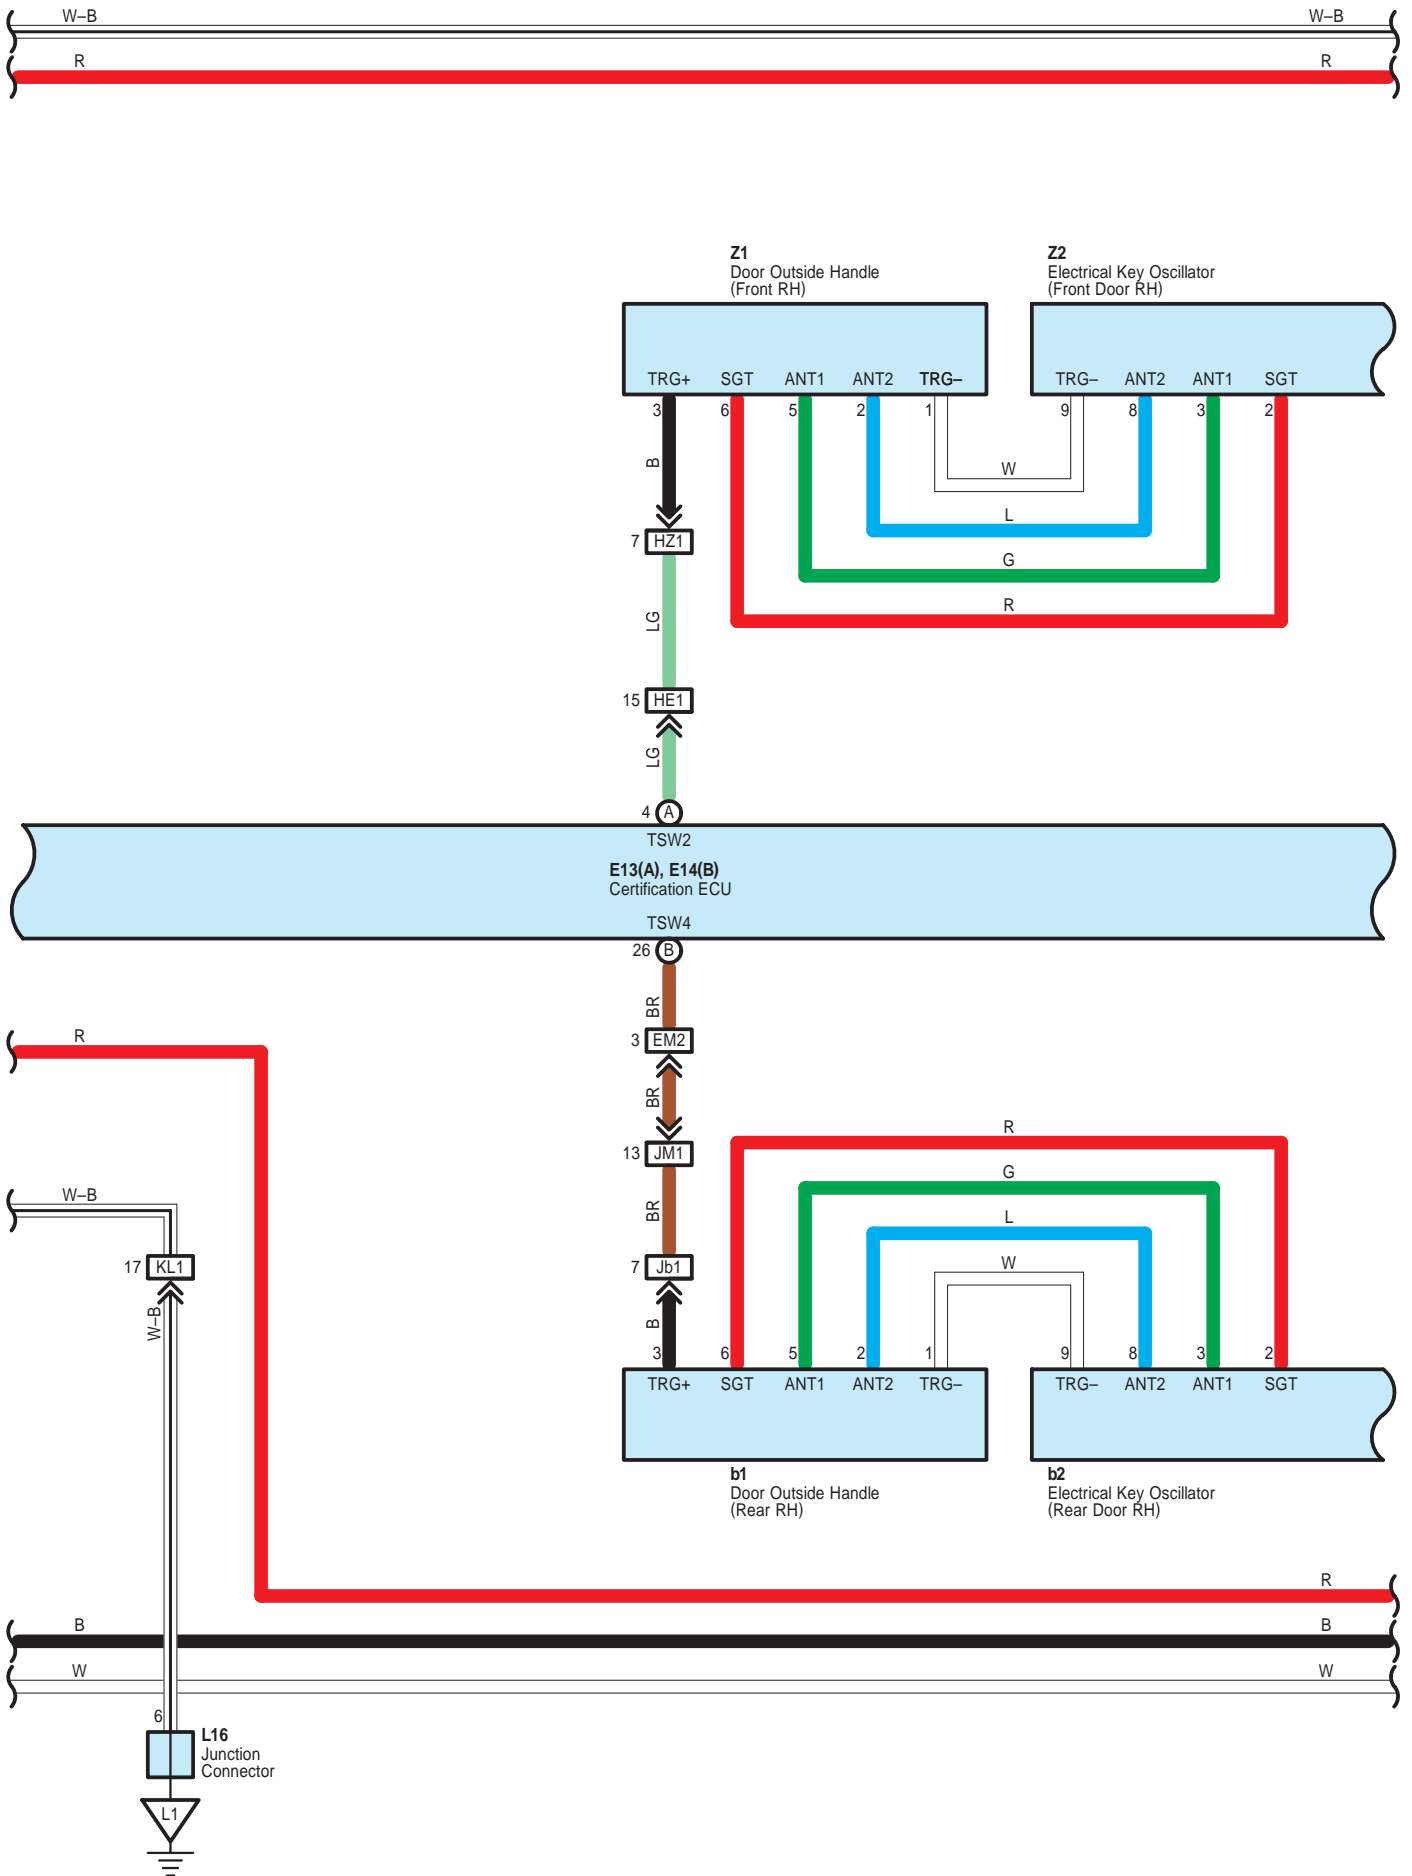 W–B W–B
R R
Z1
Door Outside Handle
(Front RH)
Z2
Electrical Key Oscillator
(Front Door RH)
TRG+ SGT ANT1 ANT2 TRG– TRG– ANT2 ANT1 SGT
3 6 5 2 1 9 8 3 2
B
W
L
7 HZ1
G
R
LG
15 HE1
LG
4 A
TSW2
E13(A), E14(B)
Certification ECU
TSW4
26 B
BR
R
3 EM2
BR
R
13 JM1
G
W–B
BR
L
17 KL1
7 Jb1
W
W–B
B
3 6 5 2 1 9 8 3 2
TRG+ SGT ANT1 ANT2 TRG– TRG– ANT2 ANT1 SGT
b1
Door Outside Handle
(Rear RH)
b2
Electrical Key Oscillator
(Rear Door RH)
R
B B
W W
6
L16
Junction
Connector
L1